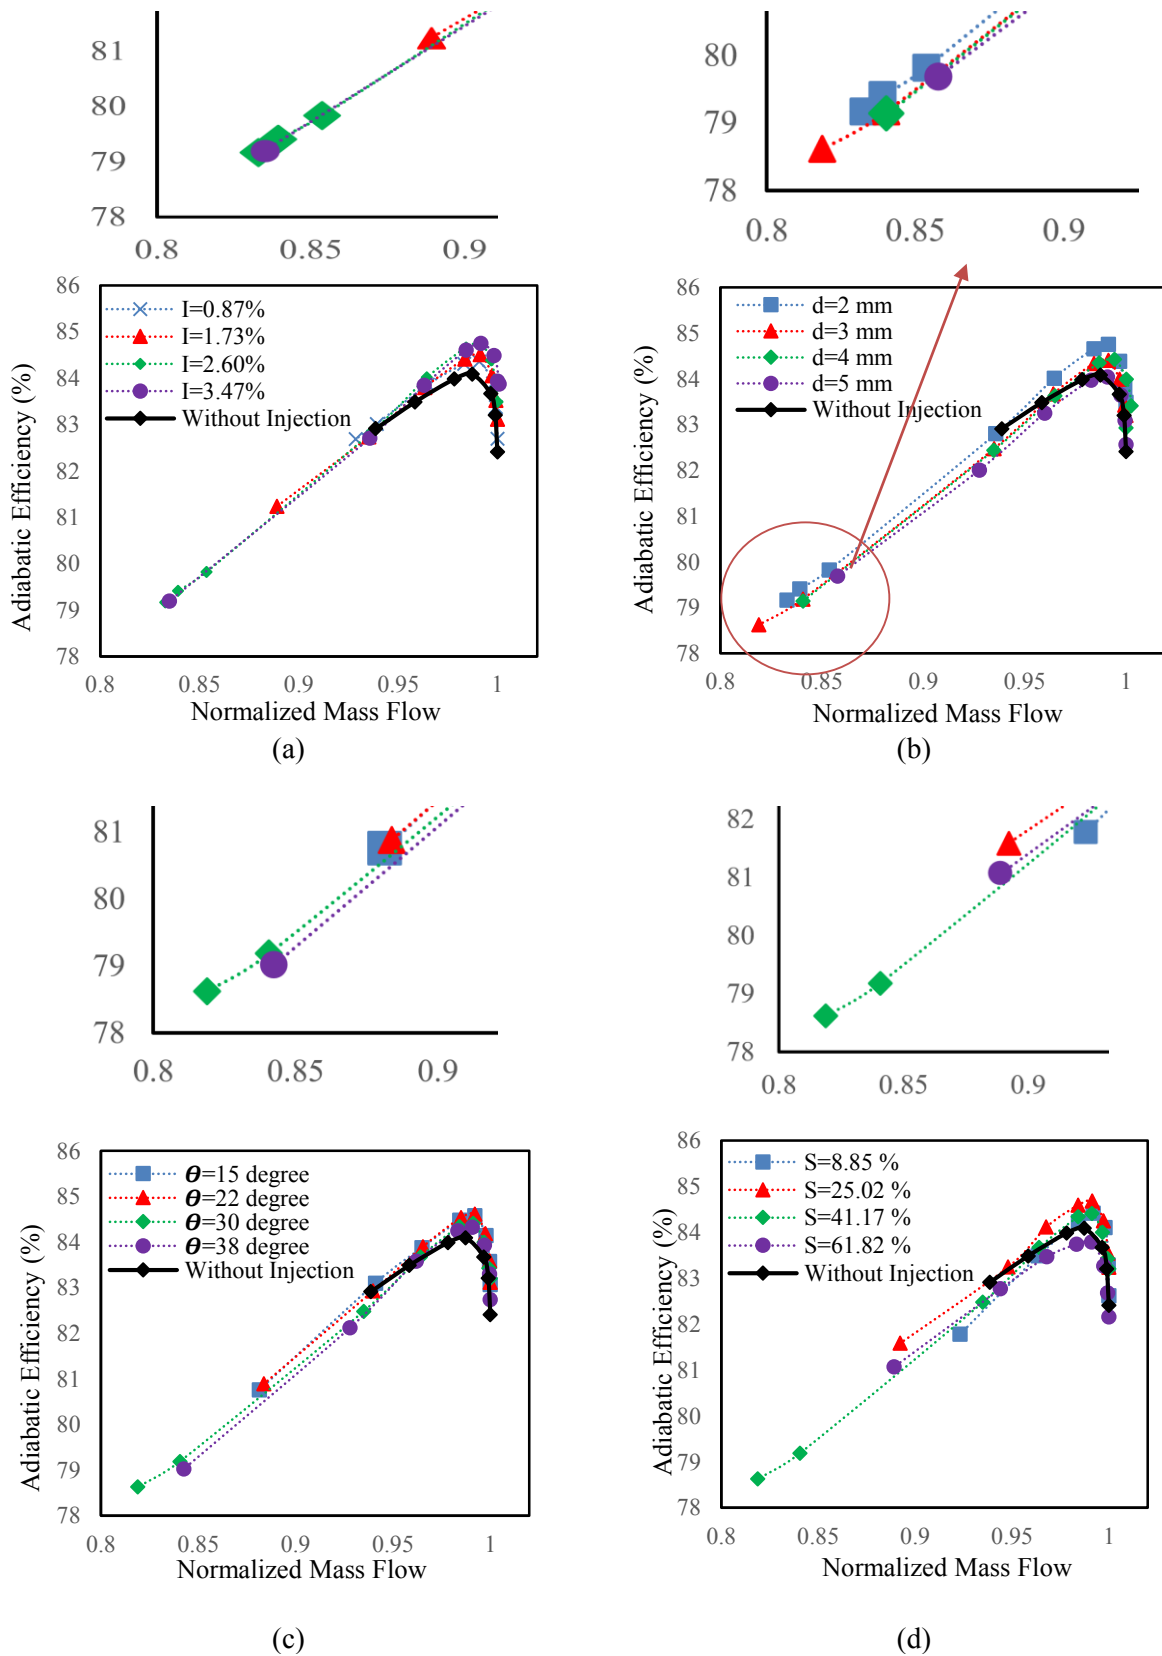 81
80
79
78
0.8 0.85 0.9
80
79
78
0.8 0.85 0.9
86
85
84
83
82
81
80
79
78
Adiabatic Efficiency (%)
I=0.87%
I=1.73%
I=2.60%
I=3.47%
Without Injection
0.8 0.85 0.9 0.95 1
Normalized Mass Flow
(a)
86
85
84
83
82
81
80
79
78
Adiabatic Efficiency (%)
d=2 mm
d=3 mm
d=4 mm
d=5 mm
Without Injection
0.8 0.85 0.9 0.95 1
Normalized Mass Flow
(b)
81
80
79
78
0.8 0.85 0.9
82
81
80
79
78
0.8 0.85 0.9
86
85
84
83
82
81
80
79
78
Adiabatic Efficiency (%)
θ=15 degree
θ=22 degree
θ=30 degree
θ=38 degree
Without Injection
0.8 0.85 0.9 0.95 1
Normalized Mass Flow
(c)
86
85
84
83
82
81
80
79
78
Adiabatic Efficiency (%)
S=8.85 %
S=25.02 %
S=41.17 %
S=61.82 %
Without Injection
0.8 0.85 0.9 0.95 1
Normalized Mass Flow
(d)